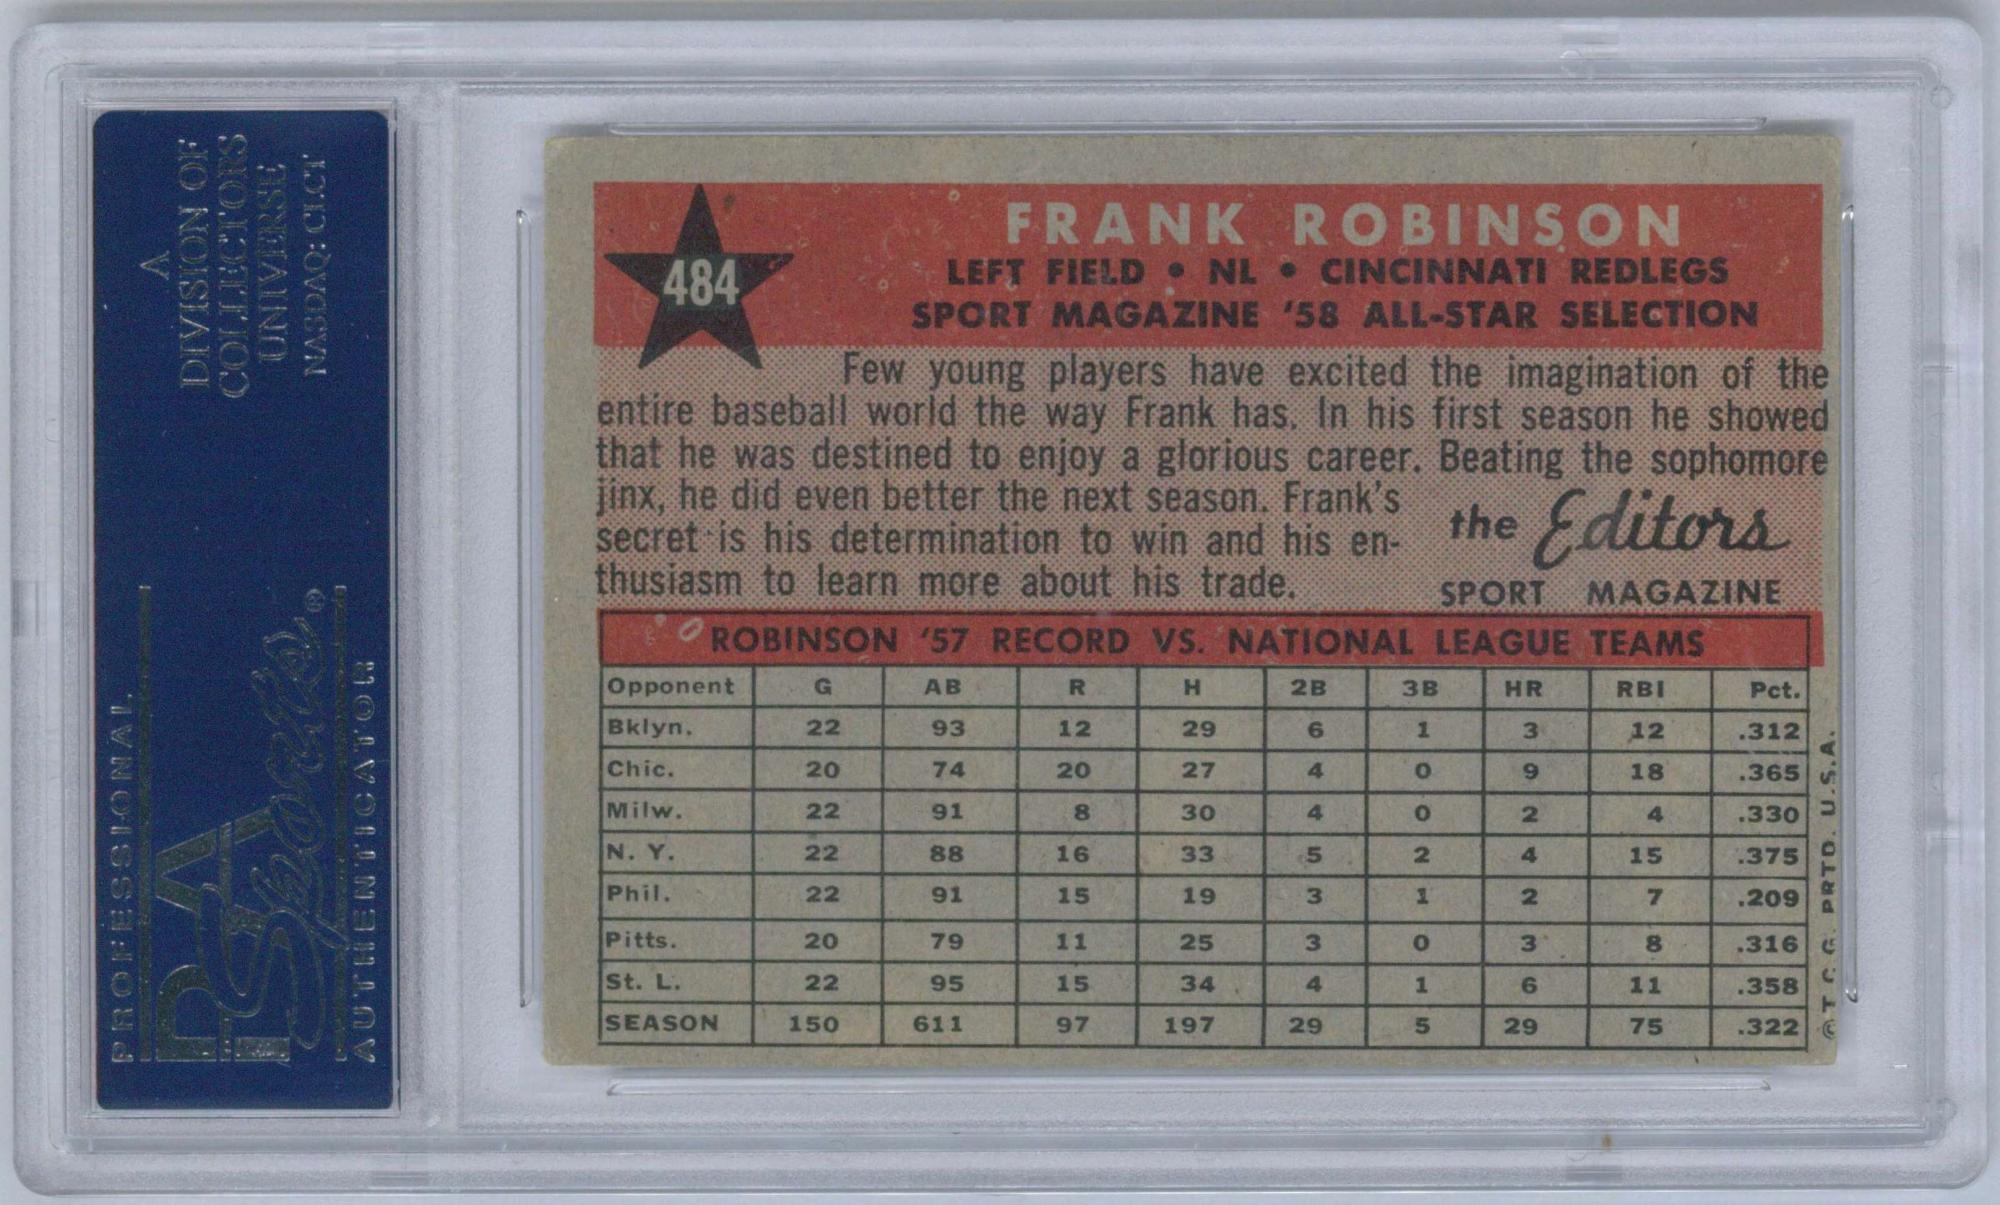 A
DIVISION OF
COLLECTORS
UNIVERSE
NASDAQ: CLCT
PROFESSIONAL
PSA
Sports®
AUTHENTICATOR
484
FRANK ROBINSON
LEFT FIELD • NL • CINCINNATI REDLEGS
SPORT MAGAZINE '58 ALL-STAR SELECTION
Few young players have excited the imagination of the
entire baseball world the way Frank has. In his first season he showed
that he was destined to enjoy a glorious career. Beating the sophomore
jinx, he did even better the next season. Frank's
secret is his determination to win and his en-
thusiasm to learn more about his trade.
the Editors
SPORT MAGAZINE
ROBINSON '57 RECORD VS. NATIONAL LEAGUE TEAMS
Opponent G AB R H 2B 3B HR RBI Pct.
Bklyn. 22 93 12 29 6 1 3 12 .312
Chic. 20 74 20 27 4 0 9 18 .365
Milw. 22 91 8 30 4 0 2 4 .330
N. Y. 22 88 16 33 5 2 4 15 .375
Phil. 22 91 15 19 3 1 2 7 .209
Pitts. 20 79 11 25 3 0 3 8 .316
St. L. 22 95 15 34 4 1 6 11 .358
SEASON 150 611 97 197 29 5 29 75 .322
©T.C.G. PRTD. U.S.A.